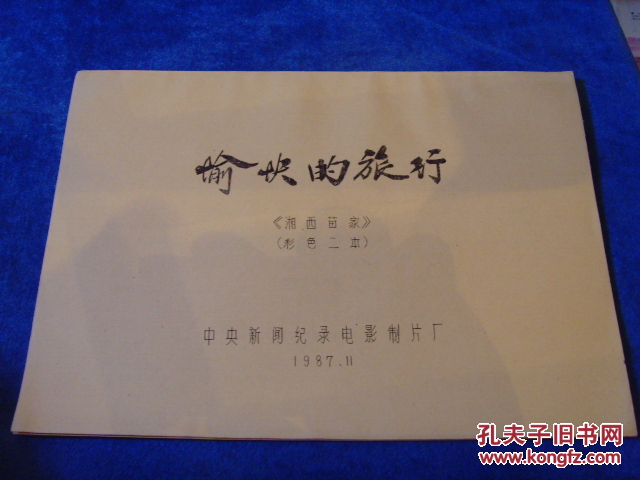 愉快的旅行
《湘西苗家》
（彩色二本）
中央新闻纪录电影制片厂
1987.11
孔夫子旧书网
www.kongfz.com